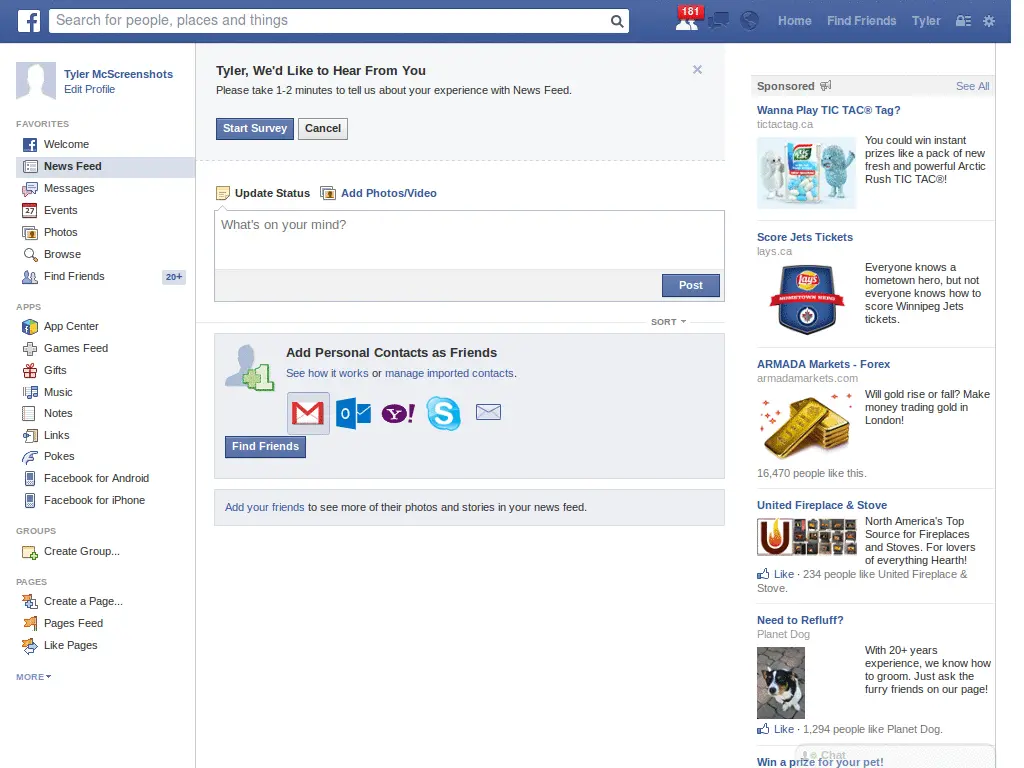 f
Search for people, places and things
181
Home
Find Friends
Tyler
Tyler McScreenshots
Edit Profile
FAVORITES
Welcome
News Feed
Messages
27 Events
Photos
Browse
Find Friends 20+
APPS
App Center
Games Feed
Gifts
Music
Notes
Links
Pokes
Facebook for Android
Facebook for iPhone
GROUPS
Create Group...
PAGES
Create a Page...
Pages Feed
Like Pages
MORE
Tyler, We'd Like to Hear From You
Please take 1-2 minutes to tell us about your experience with News Feed.
Start Survey Cancel
Update Status Add Photos/Video
What's on your mind?
Post
SORT
Add Personal Contacts as Friends
See how it works or manage imported contacts.
Find Friends
Add your friends to see more of their photos and stories in your news feed.
Sponsored See All
Wanna Play TIC TAC® Tag?
tictactag.ca
You could win instant
prizes like a pack of new
fresh and powerful Arctic
Rush TIC TAC®!
Score Jets Tickets
lays.ca
Lay's
HOMETOWN HEROES
Everyone knows a
hometown hero, but not
everyone knows how to
score Winnipeg Jets
tickets.
ARMADA Markets - Forex
armadamarkets.com
Will gold rise or fall? Make
money trading gold in
London!
16,470 people like this.
United Fireplace & Stove
North America's Top
Source for Fireplaces
and Stoves. For lovers
of everything Hearth!
Like · 234 people like United Fireplace &
Stove.
Need to Refluff?
Planet Dog
With 20+ years
experience, we know how
to groom. Just ask the
furry friends on our page!
Like · 1,294 people like Planet Dog.
Win a prize for your pet!
Chat